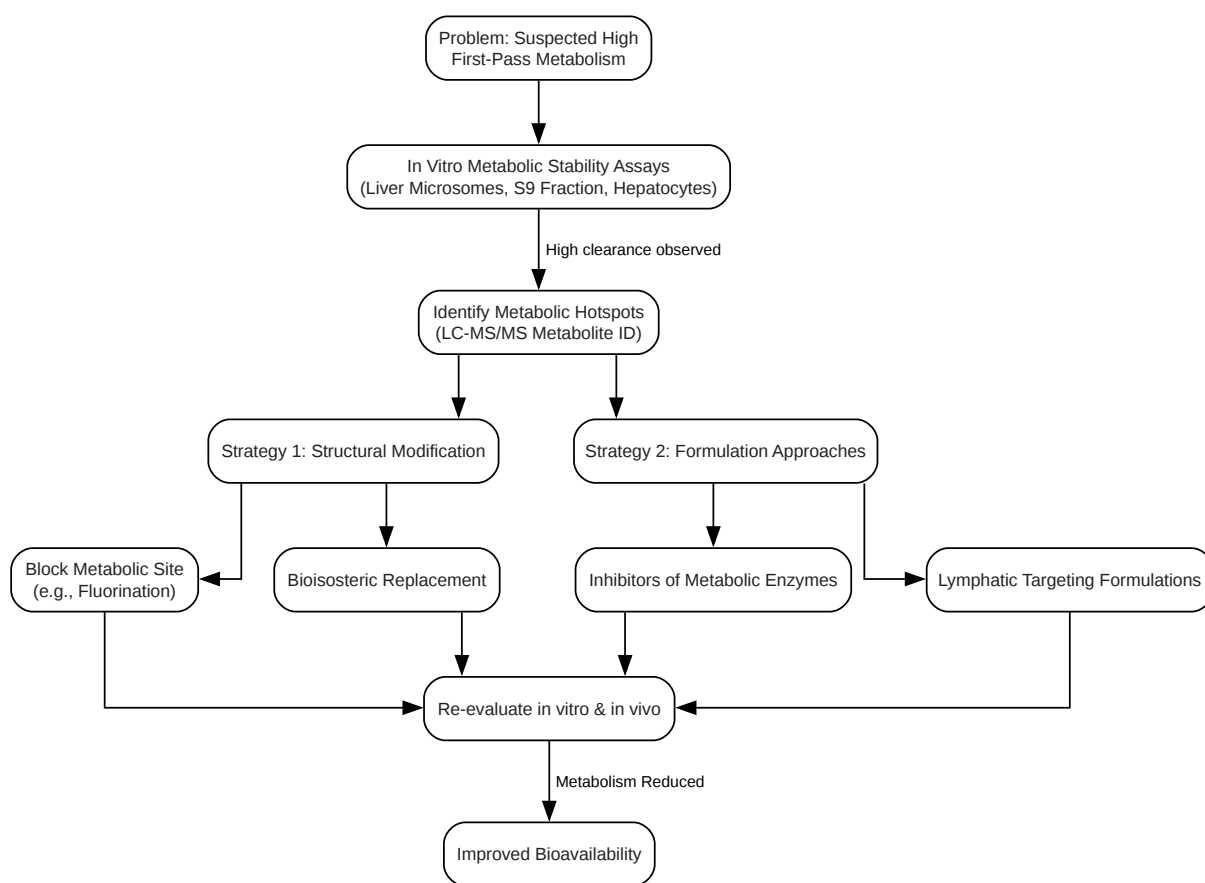 Problem: Suspected High
First-Pass Metabolism
In Vitro Metabolic Stability Assays
(Liver Microsomes, S9 Fraction, Hepatocytes)
High clearance observed
Identify Metabolic Hotspots
(LC-MS/MS Metabolite ID)
Strategy 1: Structural Modification
Strategy 2: Formulation Approaches
Block Metabolic Site
(e.g., Fluorination)
Bioisosteric Replacement
Inhibitors of Metabolic Enzymes
Lymphatic Targeting Formulations
Re-evaluate in vitro & in vivo
Metabolism Reduced
Improved Bioavailability